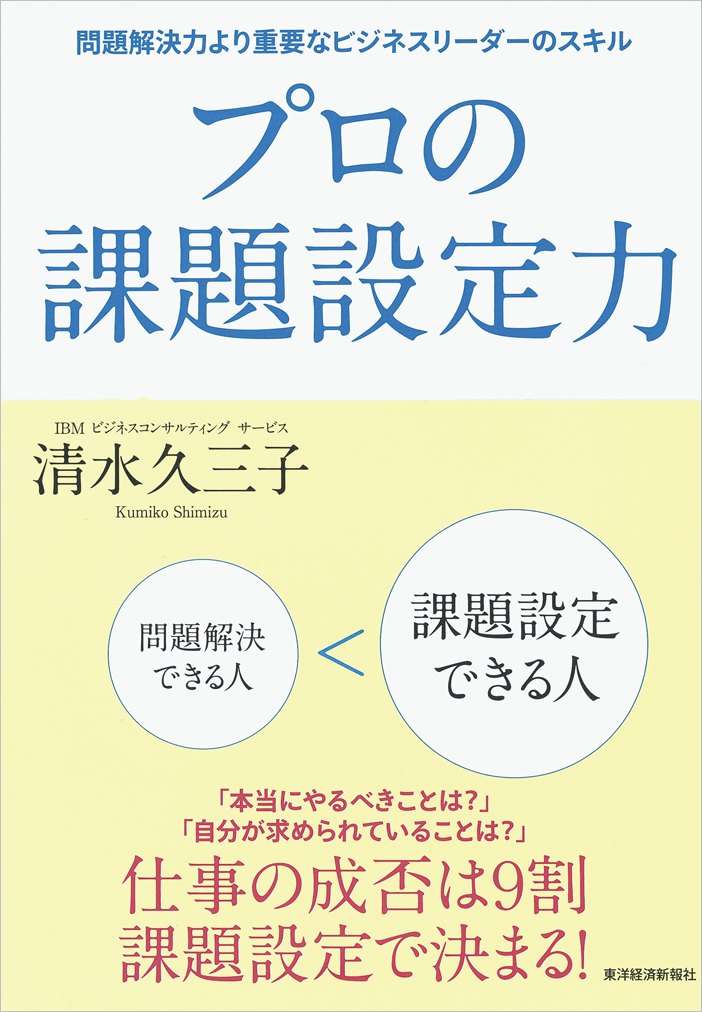 問題解決力より重要なビジネスリーダーのスキル
プロの
課題設定力
IBM ビジネスコンサルティング サービス
清水久三子
Kumiko Shimizu
問題解決
できる人
<
課題設定
できる人
「本当にやるべきことは?」
「自分が求められていることは?」
仕事の成否は9割
課題設定で決まる!
東洋経済新報社